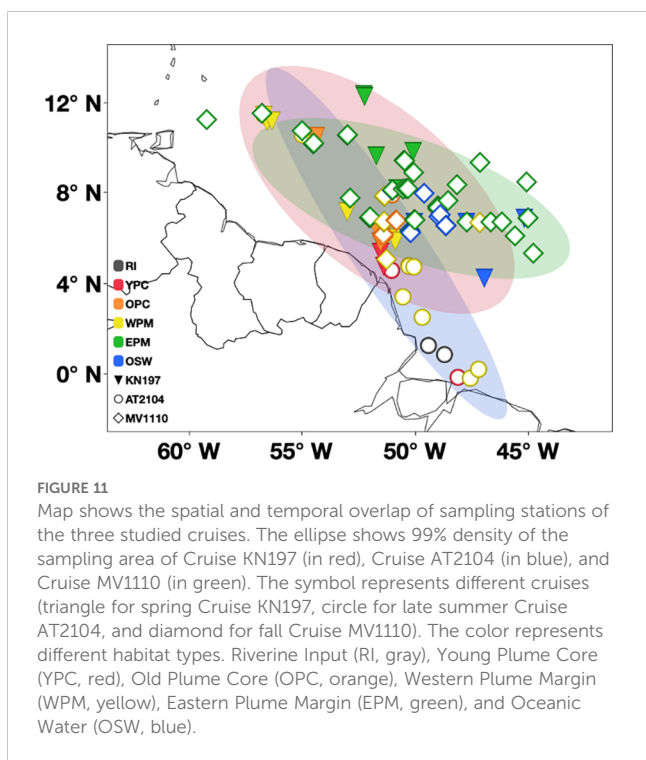 12° N
8° N
4° N
0° N
RI
YPC
OPC
WPM
EPM
OSW
KN197
AT2104
MV1110
60° W 55° W 50° W 45° W
FIGURE 11
Map shows the spatial and temporal overlap of sampling stations of
the three studied cruises. The ellipse shows 99% density of the
sampling area of Cruise KN197 (in red), Cruise AT2104 (in blue), and
Cruise MV1110 (in green). The symbol represents different cruises
(triangle for spring Cruise KN197, circle for late summer Cruise
AT2104, and diamond for fall Cruise MV1110). The color represents
different habitat types. Riverine Input (RI, gray), Young Plume Core
(YPC, red), Old Plume Core (OPC, orange), Western Plume Margin
(WPM, yellow), Eastern Plume Margin (EPM, green), and Oceanic
Water (OSW, blue).